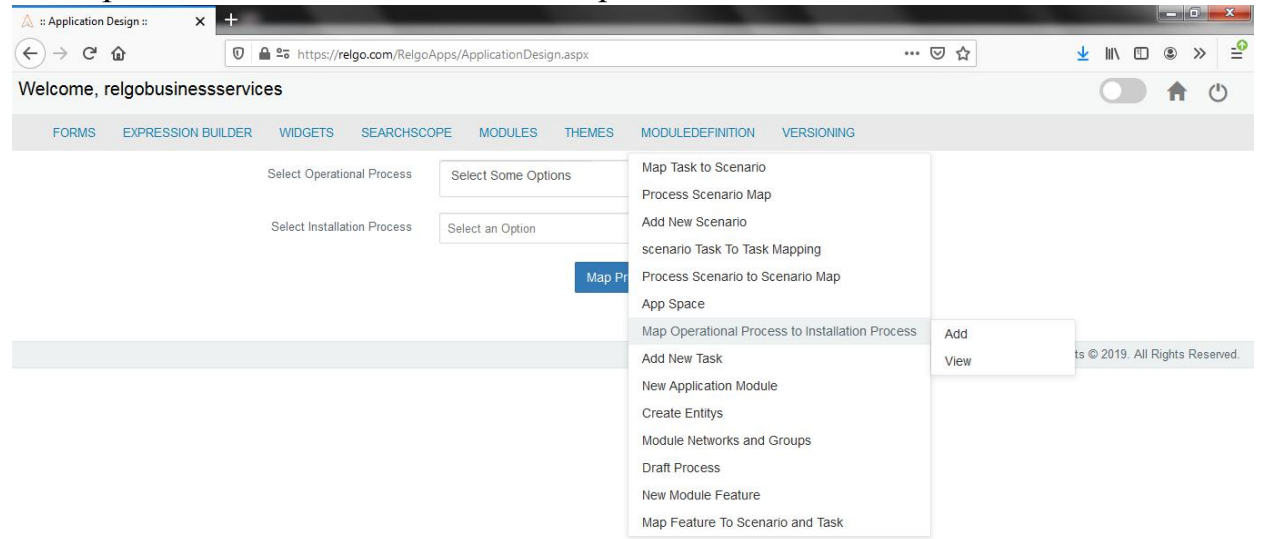 :: Application Design ::
https://relgo.com/RelgoApps/ApplicationDesign.aspx
Welcome, relgobusinessservices
FORMS EXPRESSION BUILDER WIDGETS SEARCHSCOPE MODULES THEMES MODULEDEFINITION VERSIONING
Select Operational Process Select Some Options
Select Installation Process Select an Option
Map Pr
Map Task to Scenario
Process Scenario Map
Add New Scenario
scenario Task To Task Mapping
Process Scenario to Scenario Map
App Space
Map Operational Process to Installation Process
Add New Task
New Application Module
Create Entitys
Module Networks and Groups
Draft Process
New Module Feature
Map Feature To Scenario and Task
Add
View
ts © 2019. All Rights Reserved.